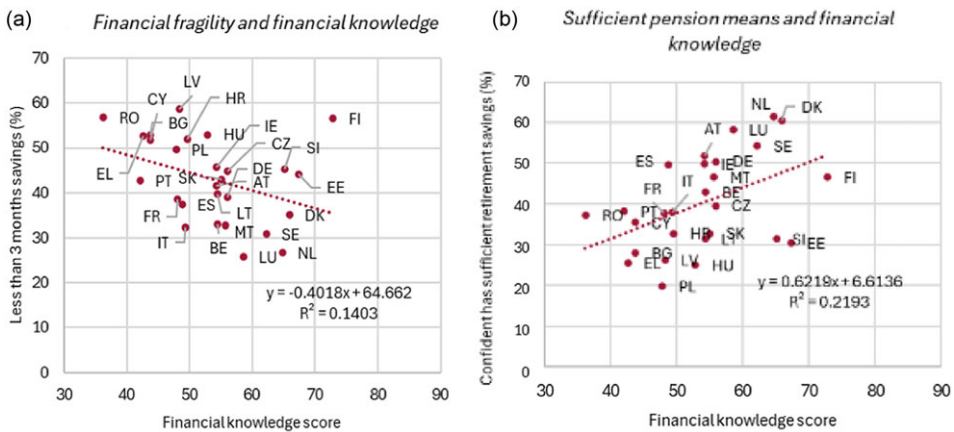 (a)
Financial fragility and financial knowledge
Less than 3 months savings (%)
70
60
50
40
30
20
10
0
30 40 50 60 70 80 90
Financial knowledge score
LV
CY
HR
RO
BG
FI
HU
IE
CZ
SI
EL
PL
PT
SK
DE
AT
EE
FR
ES
LT
DK
IT
BE
MT
SE
LU
NL
y = -0.4018x + 64.662
R² = 0.1403
(b)
Sufficient pension means and financial
knowledge
Confident has sufficient retirement savings (%)
70
60
50
40
30
20
10
0
30 40 50 60 70 80 90
Financial knowledge score
NL
DK
AT
LU
SE
ES
IE
DE
MT
FI
FR
IT
BE
RO
PT
CY
CZ
HR
SK
LT
SI
EE
BG
EL
LV
HU
PL
y = 0.6219x + 6.6136
R² = 0.2193